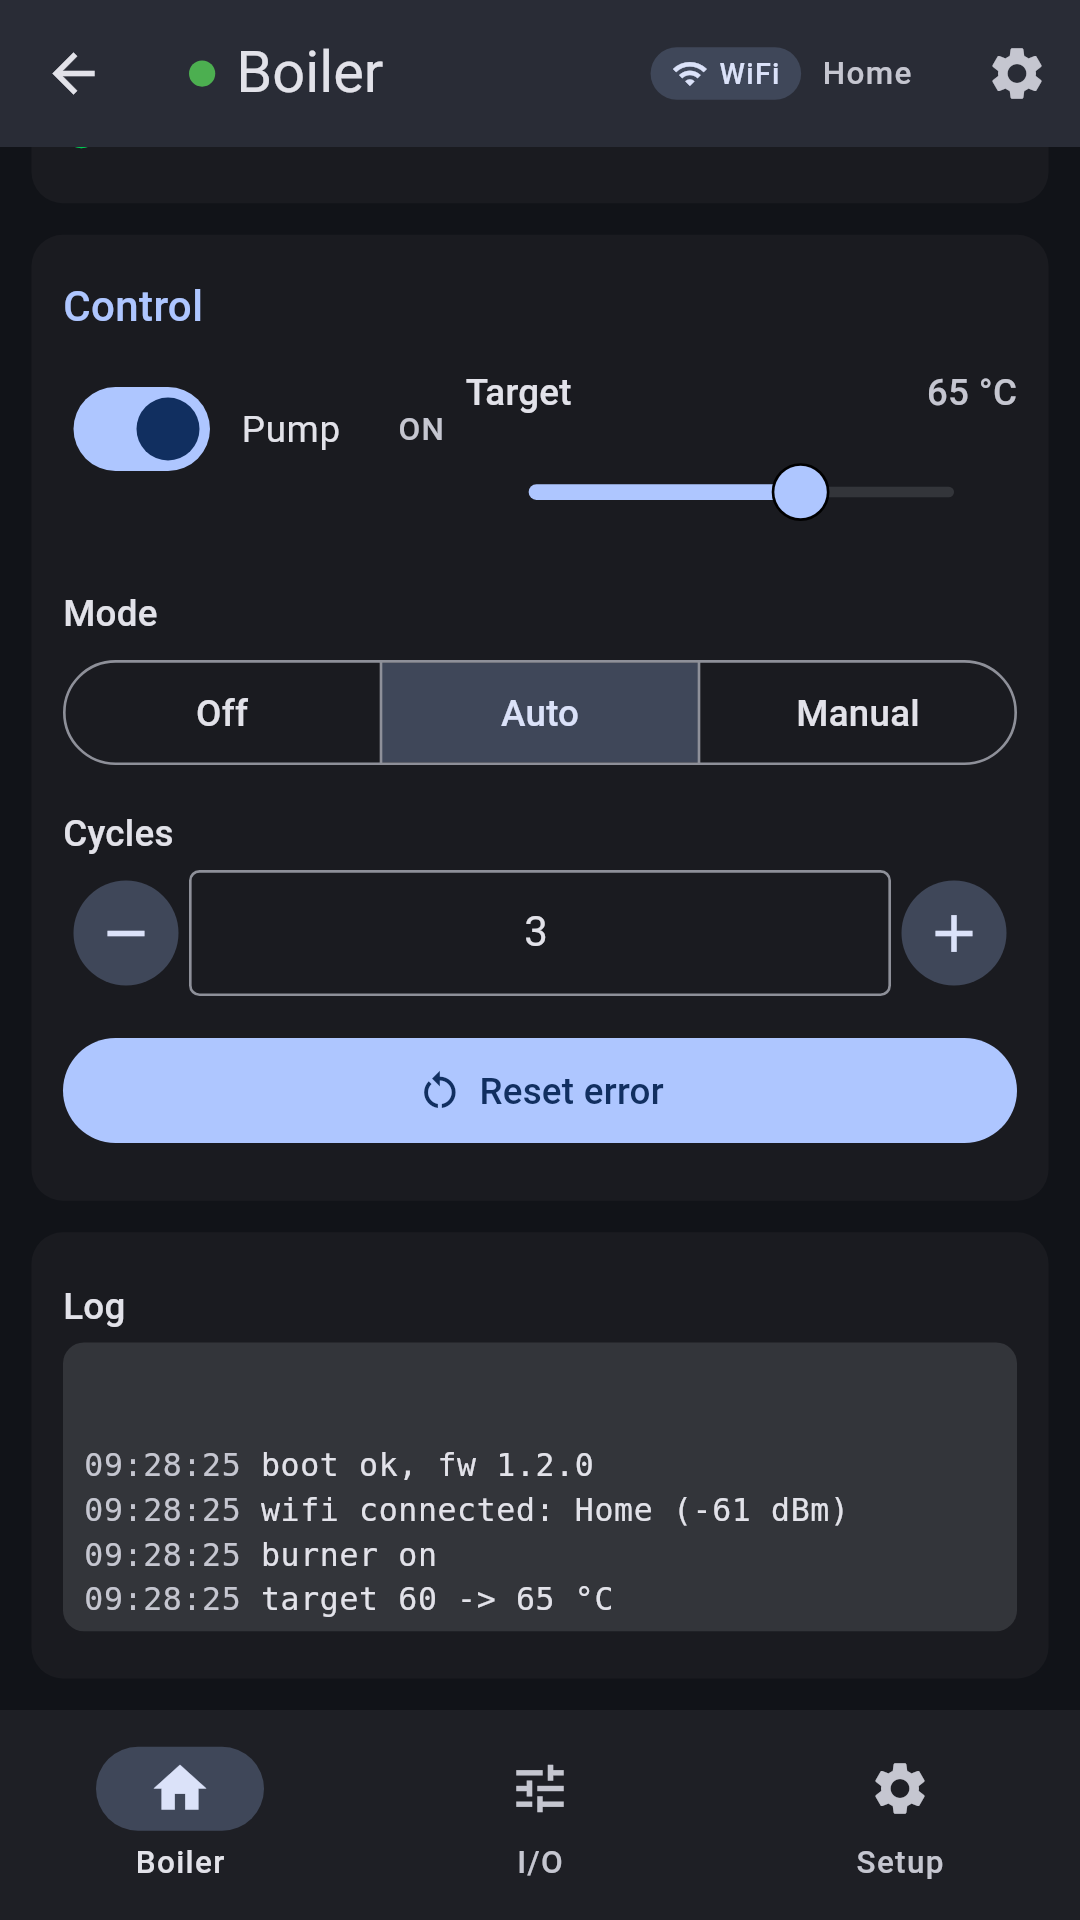 Boiler
WiFi
Home
Control
Pump
ON
Target
65 °C
Mode
Off
Auto
Manual
Cycles
3
Reset error
Log
09:28:25 boot ok, fw 1.2.0
09:28:25 wifi connected: Home (-61 dBm)
09:28:25 burner on
09:28:25 target 60 -> 65 °C
Boiler
I/O
Setup